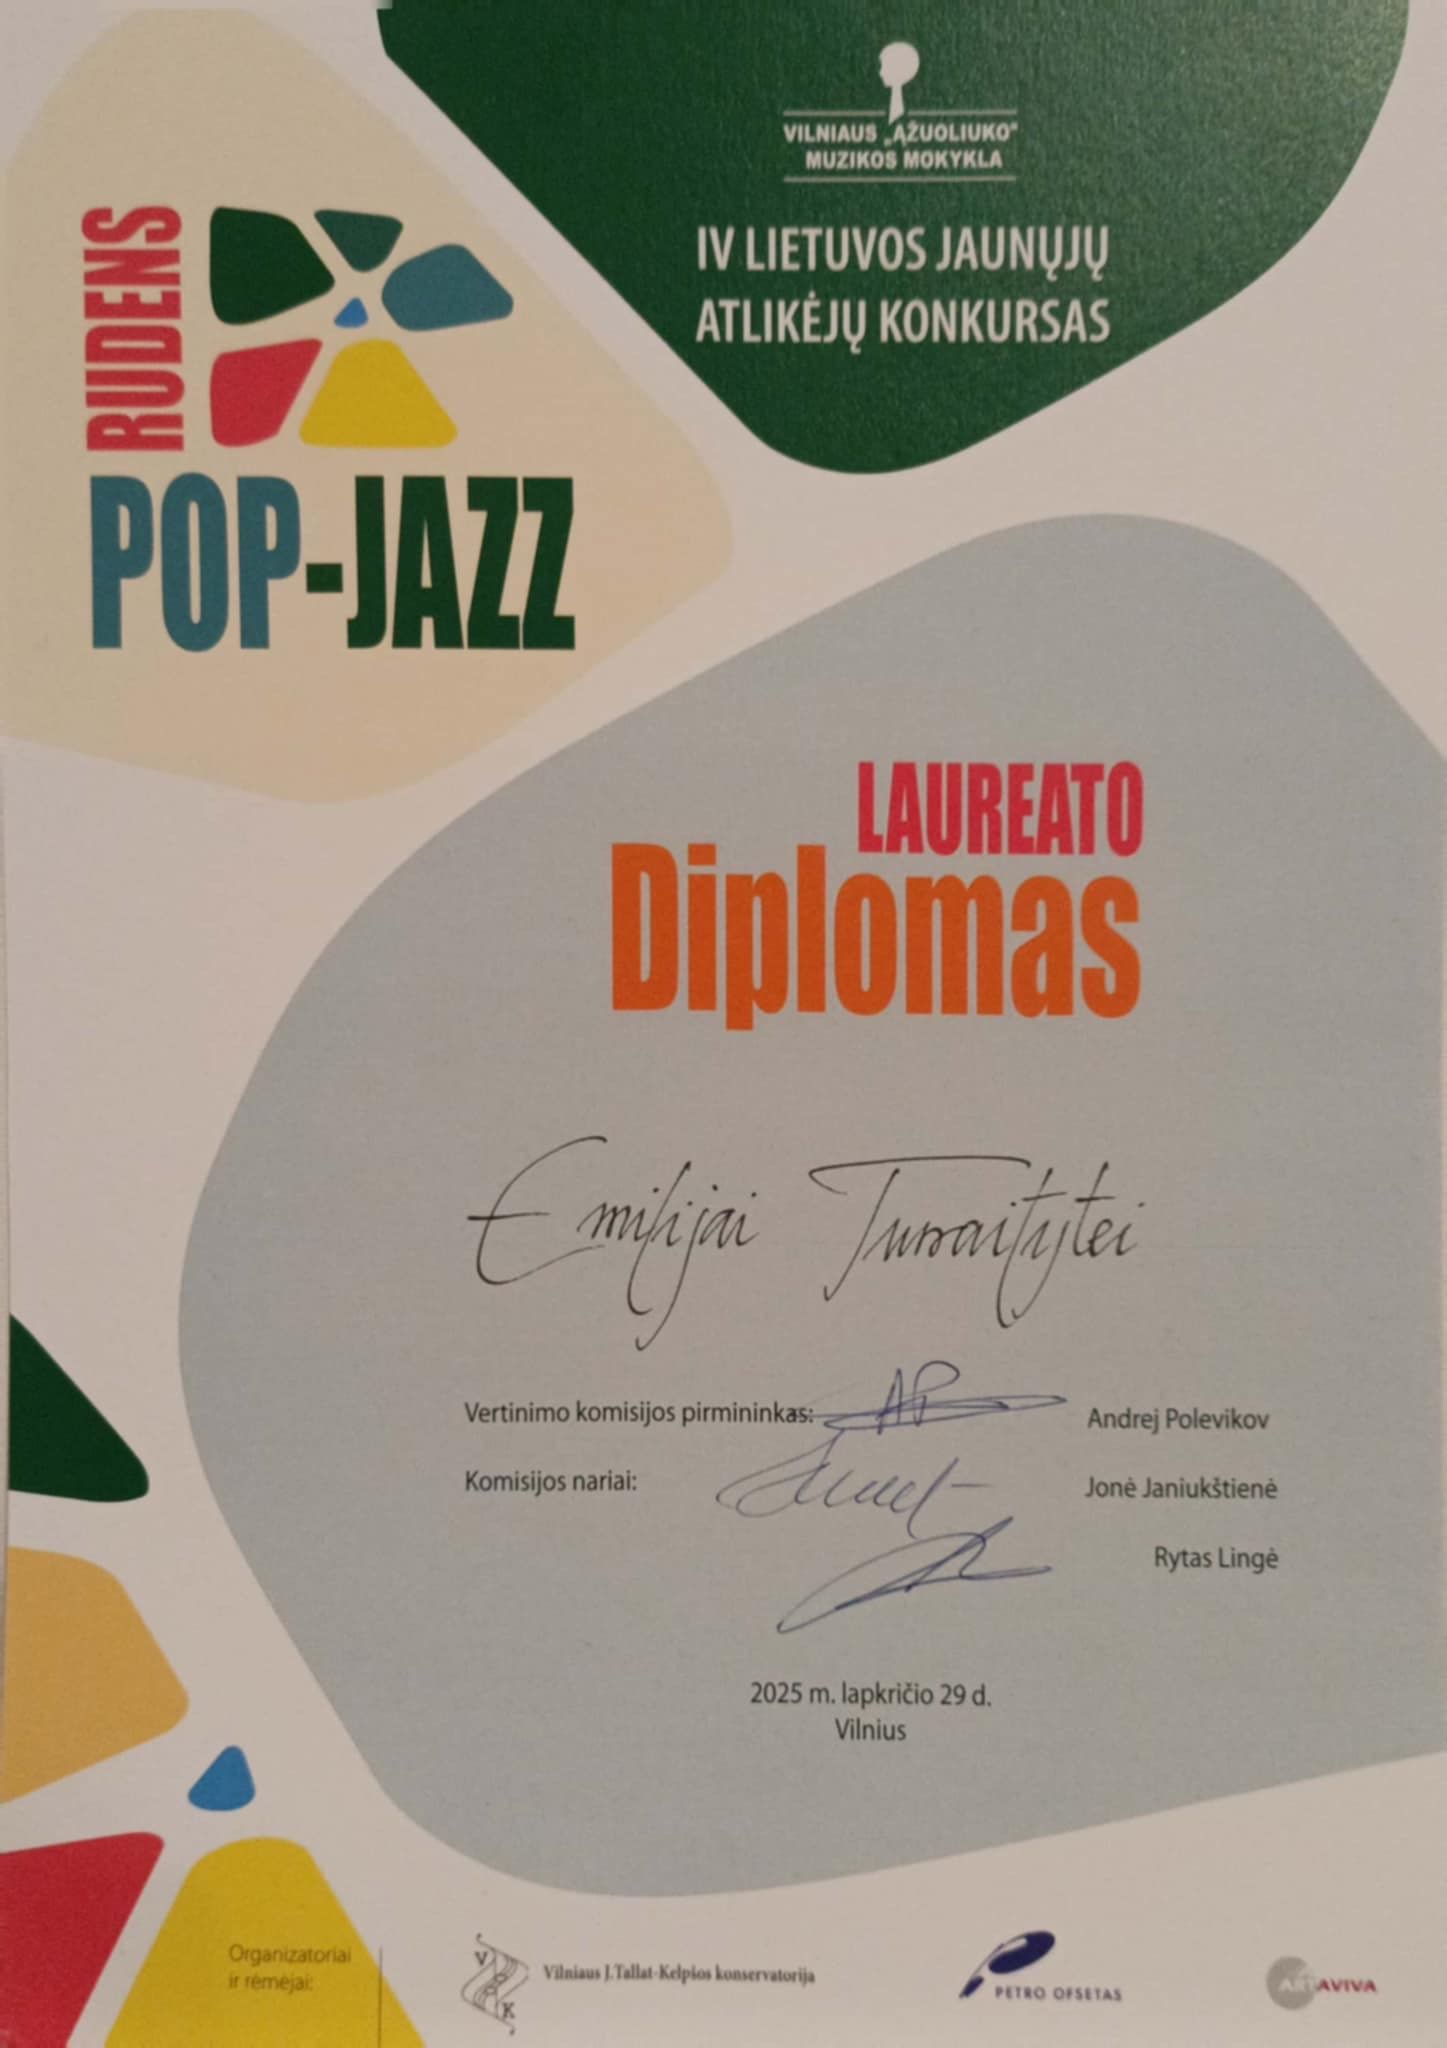 VILNIAUS „ĄŽUOLIUKO“
MUZIKOS MOKYKLA
IV LIETUVOS JAUNŲJŲ
ATLIKĖJŲ KONKURSAS
RUDENS
POP-JAZZ
LAUREATO
Diplomas
Emilijai
Vertinimo komisijos pirmininkas:
Andrej Polevikov
Komisijos nariai:
Jonė Janiukštienė
Rytas Lingė
2025 m. lapkričio 29 d.
Vilnius
Organizatoriai
ir rėmėjai:
V
K
Vilniaus J.Tallat-Kelpšos konservatorija
PETRO OFSETAS
ARTAVIVA